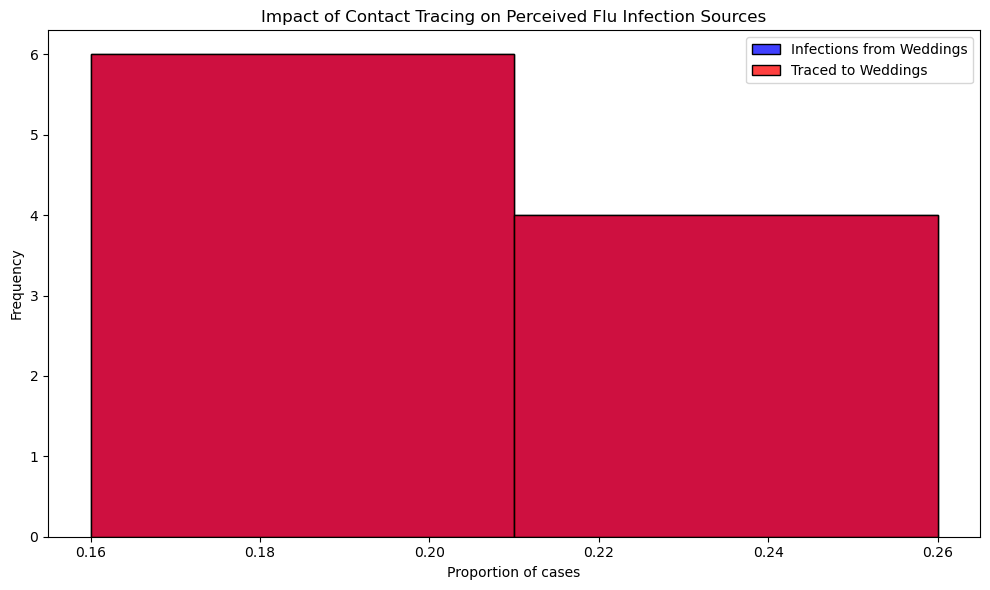 Impact of Contact Tracing on Perceived Flu Infection Sources
Infections from Weddings
Traced to Weddings
6
5
4
3
2
1
0
Frequency
0.16 0.18 0.20 0.22 0.24 0.26
Proportion of cases